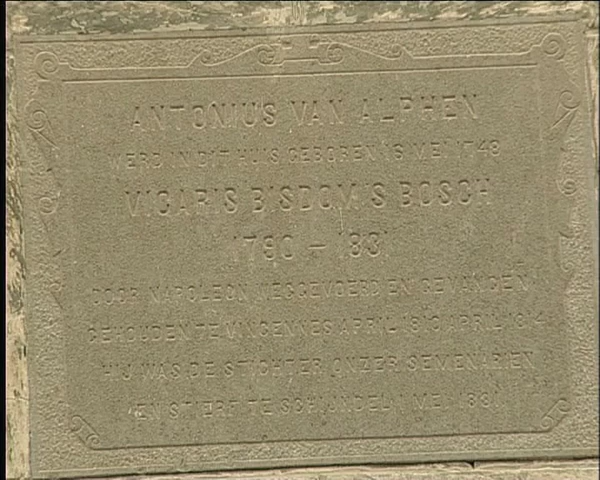 ANTONIUS VAN ALPHEN
WERD IN DIT HUIS GEBOREN MEI 1748
VICARIS BISDOM 'S BOSCH
1790 - 1831
DOOR NAPOLEON WEGGEVOERD EN GEVANGEN
GEHOUDEN TE VINCENNES APRIL 1810 APRIL 1814
HIJ WAS DE STICHTER ONZER SEMENARIEN
EN STIERF TE SCHIJNDEL 1 MEI 1831